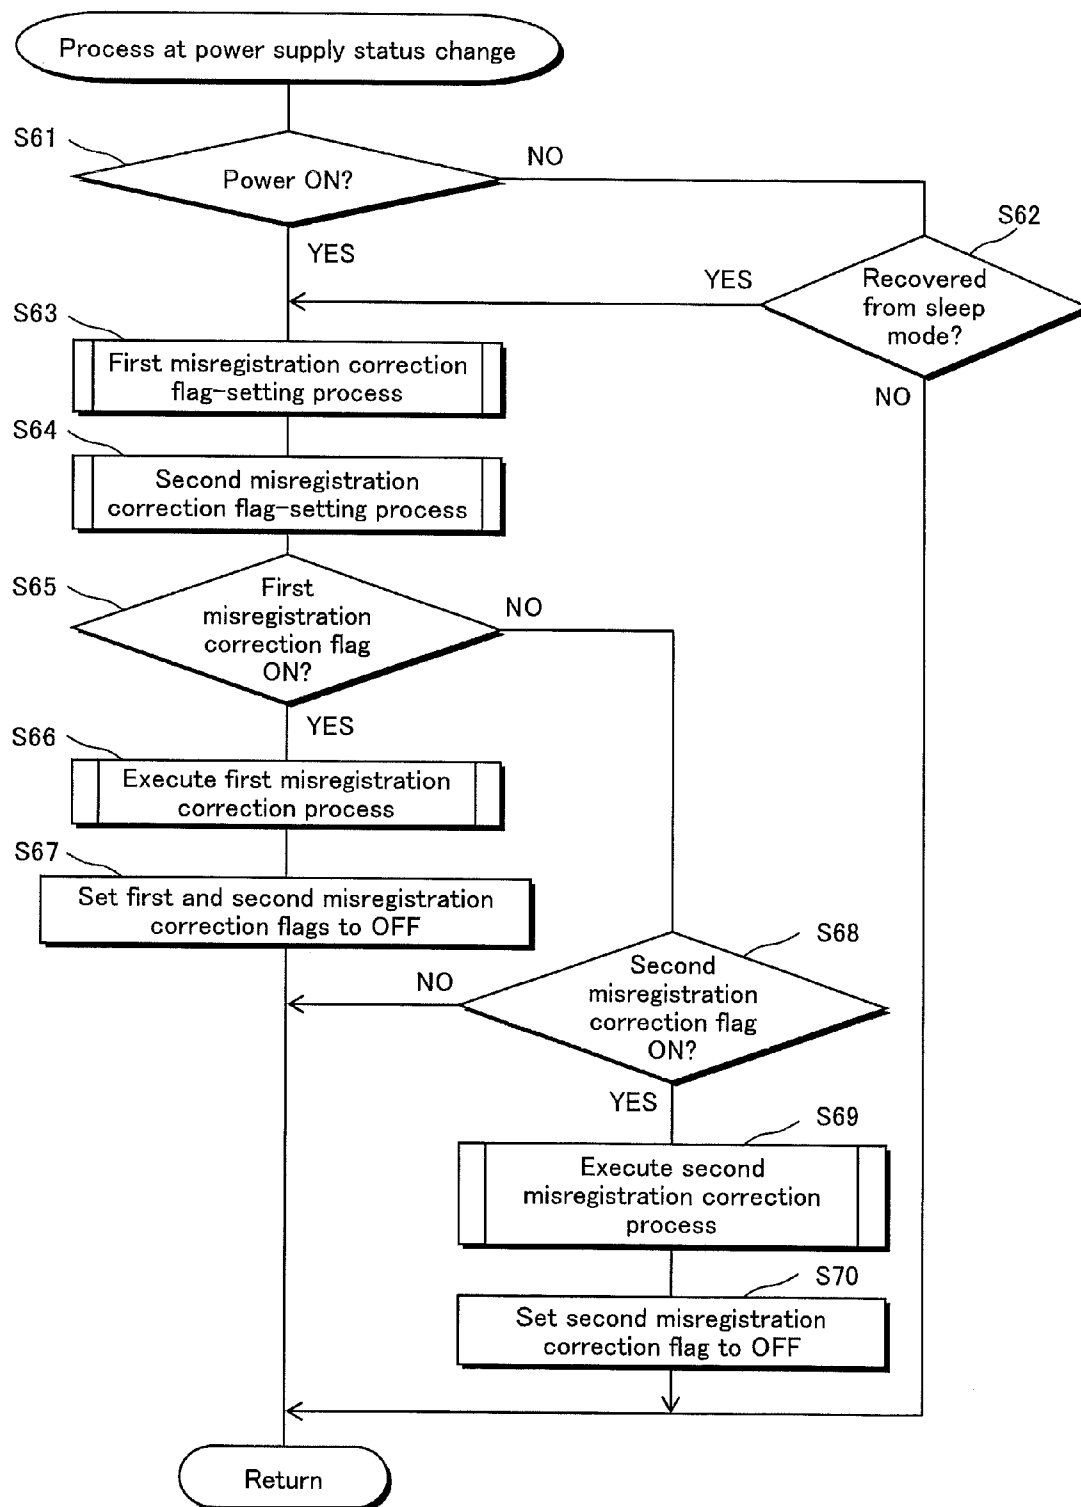 Process at power supply status change
S61
Power ON?
NO
YES
S62
Recovered
from sleep
mode?
YES
NO
S63
First misregistration correction
flag-setting process
S64
Second misregistration
correction flag-setting process
S65
First
misregistration
correction flag
ON?
NO
YES
S66
Execute first misregistration
correction process
S67
Set first and second misregistration
correction flags to OFF
S68
Second
misregistration
correction flag
ON?
NO
YES
S69
Execute second
misregistration correction
process
S70
Set second misregistration
correction flag to OFF
Return